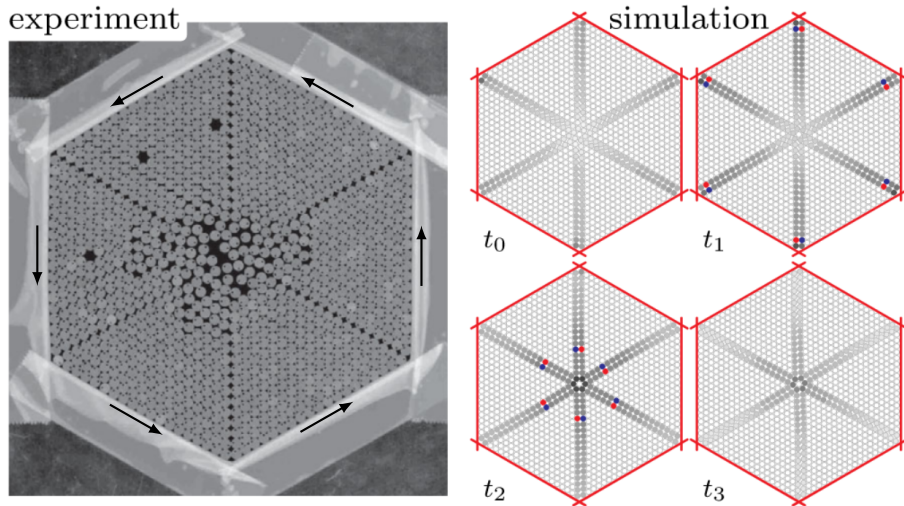 experiment
simulation
t₀
t₁
t₂
t₃